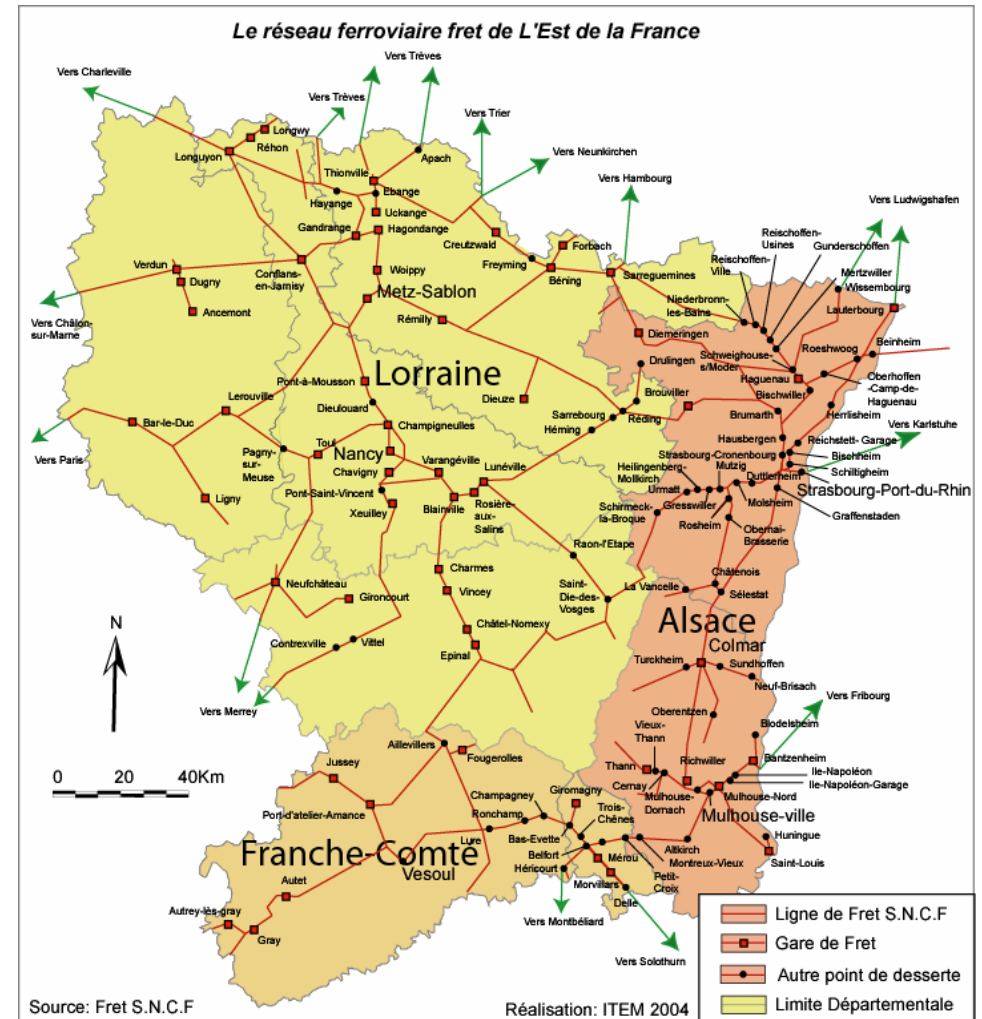 Le réseau ferroviaire fret de L'Est de la France
Vers Charleville
Vers Trèves
Vers Trèves
Vers Trier
Vers Neunkirchen
Vers Hambourg
Vers Ludwigshafen
Longwy
Réhon
Longuyon
Thionville
Apach
Ebange
Hayange
Uckange
Gandrange
Hagondange
Creutzwald
Forbach
Freyming
Béning
Sarreguemines
Reischoffen-
Usines
Gunderschoffen
Reischoffen-
Ville
Mertzwiller
Wissembourg
Niederbronn-
les-Bains
Lauterbourg
Verdun
Dugny
Ancemont
Conflans-
en-Jarnisy
Woippy
Metz-Sablon
Rémilly
Vers Châlon-
sur-Marne
Diemeringen
Drulingen
Schweighouse-
s/Moder
Roeshwoog
Beinheim
Haguenau
Bischwiller
Oberhoffen
-Camp-de-
Haguenau
Pont-à-Mousson
Lorraine
Dieulouard
Dieuze
Brouviller
Sarrebourg
Réding
Héming
Brumarth
Herrlisheim
Vers Karlstuhe
Lerouville
Bar-le-Duc
Champigneulles
Toul
Nancy
Pagny-
sur-
Meuse
Chavigny
Varangéville
Lunéville
Hausbergen
Reichstett- Garage
Strasbourg-Cronenbourg
Bischheim
Heilingenberg-
Mollkirch
Mutzig
Duttlerheim
Schiltigheim
Vers Paris
Ligny
Pont-Saint-Vincent
Xeuilley
Blainville
Rosière-
aux-
Salins
Urmatt
Gresswiller
Molsheim
Strasbourg-Port-du-Rhin
Schirmeck-
la-Broque
Rosheim
Obernai-
Brasserie
Graffenstaden
Raon-l'Etape
Neufchâteau
Gironcourt
Charmes
Vincey
Saint-
Die-des-
Vosges
La Vancelle
Châtenois
Sélestat
N
Contrexville
Vittel
Châtel-Nomexy
Epinal
Alsace
Colmar
Turckheim
Sundhoffen
Neuf-Brisach
Vers Merrey
Vers Fribourg
Oberentzen
Blodelsheim
Vieux-
Thann
Richwiller
Bantzenheim
Thann
Cernay
Ile-Napoléon
Ile-Napoléon-Garage
Mulhouse-
Dornach
Mulhouse-Nord
Mulhouse-ville
0 20 40Km
Aillevillers
Fougerolles
Jussey
Port-d'atelier-Amance
Champagney
Giromagny
Ronchamp
Trois-
Chênes
Bas-Evette
Lure
Belfort
Héricourt
Mérou
Altkirch
Montreux-Vieux
Huningue
Saint-Louis
Franche-Comté
Vesoul
Petit-
Croix
Morvillars
Delle
Autet
Autrey-lès-gray
Gray
Vers Montbéliard
Vers Solothurn
Ligne de Fret S.N.C.F
Gare de Fret
Autre point de desserte
Limite Départementale
Source: Fret S.N.C.F
Réalisation: ITEM 2004